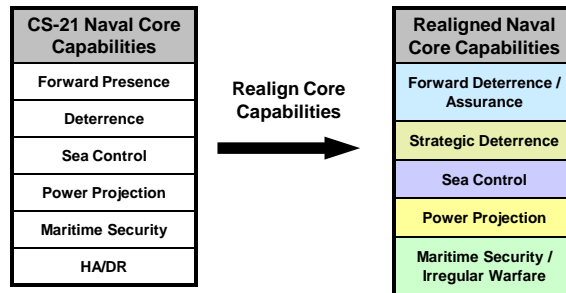 CS-21 Naval Core
Capabilities
Forward Presence
Deterrence
Sea Control
Power Projection
Maritime Security
HA/DR
Realign Core
Capabilities
Realigned Naval
Core Capabilities
Forward Deterrence /
Assurance
Strategic Deterrence
Sea Control
Power Projection
Maritime Security /
Irregular Warfare